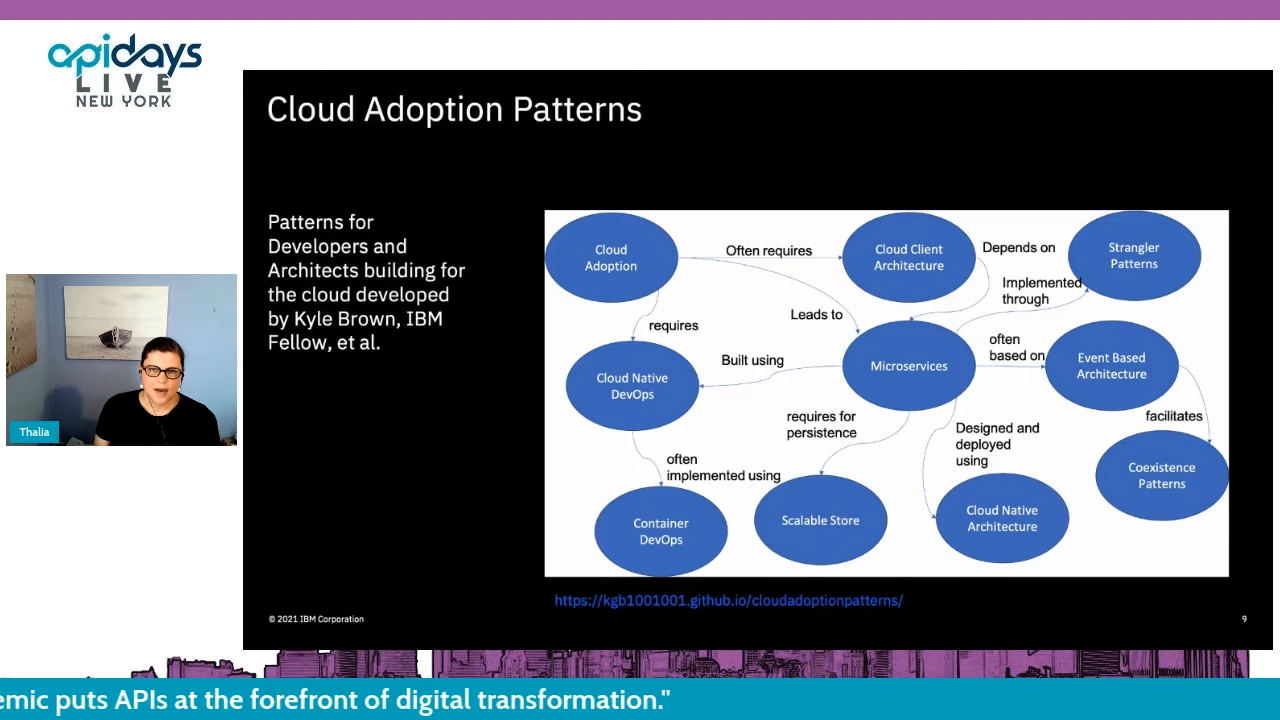 apidays
LIVE
NEW YORK
Cloud Adoption Patterns
Patterns for
Developers and
Architects building for
the cloud developed
by Kyle Brown, IBM
Fellow, et al.
Cloud
Adoption
Often requires
Cloud Client
Architecture
Depends on
Strangler
Patterns
Implemented
through
Leads to
requires
often
based on
Built using
Cloud Native
DevOps
Microservices
Event Based
Architecture
requires for
persistence
Designed and
deployed
using
facilitates
often
implemented using
Coexistence
Patterns
Container
DevOps
Scalable Store
Cloud Native
Architecture
https://kgb1001001.github.io/cloudadoptionpatterns/
© 2021 IBM Corporation
9
Thalia
emic puts APIs at the forefront of digital transformation."